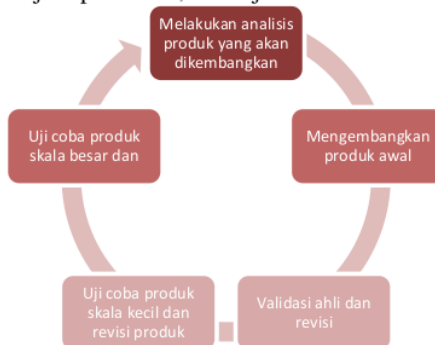 Melakukan analisis
produk yang akan
dikembangkan
Mengembangkan
produk awal
Validasi ahli dan
revisi
Uji coba produk
skala kecil dan
revisi produk
Uji coba produk
skala besar dan